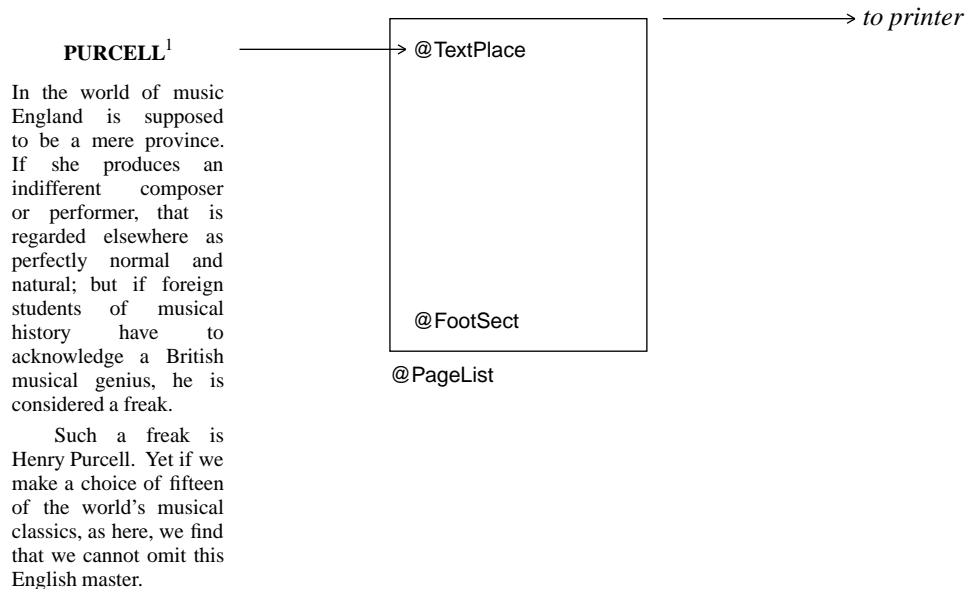 to printer
PURCELL¹
@TextPlace
In the world of music
England is supposed
to be a mere province.
If she produces an
indifferent composer
or performer, that is
regarded elsewhere as
perfectly normal and
natural; but if foreign
students of musical
history have to
acknowledge a British
musical genius, he is
considered a freak.
Such a freak is
Henry Purcell. Yet if we
make a choice of fifteen
of the world's musical
classics, as here, we find
that we cannot omit this
English master.
@FootSect
@PageList